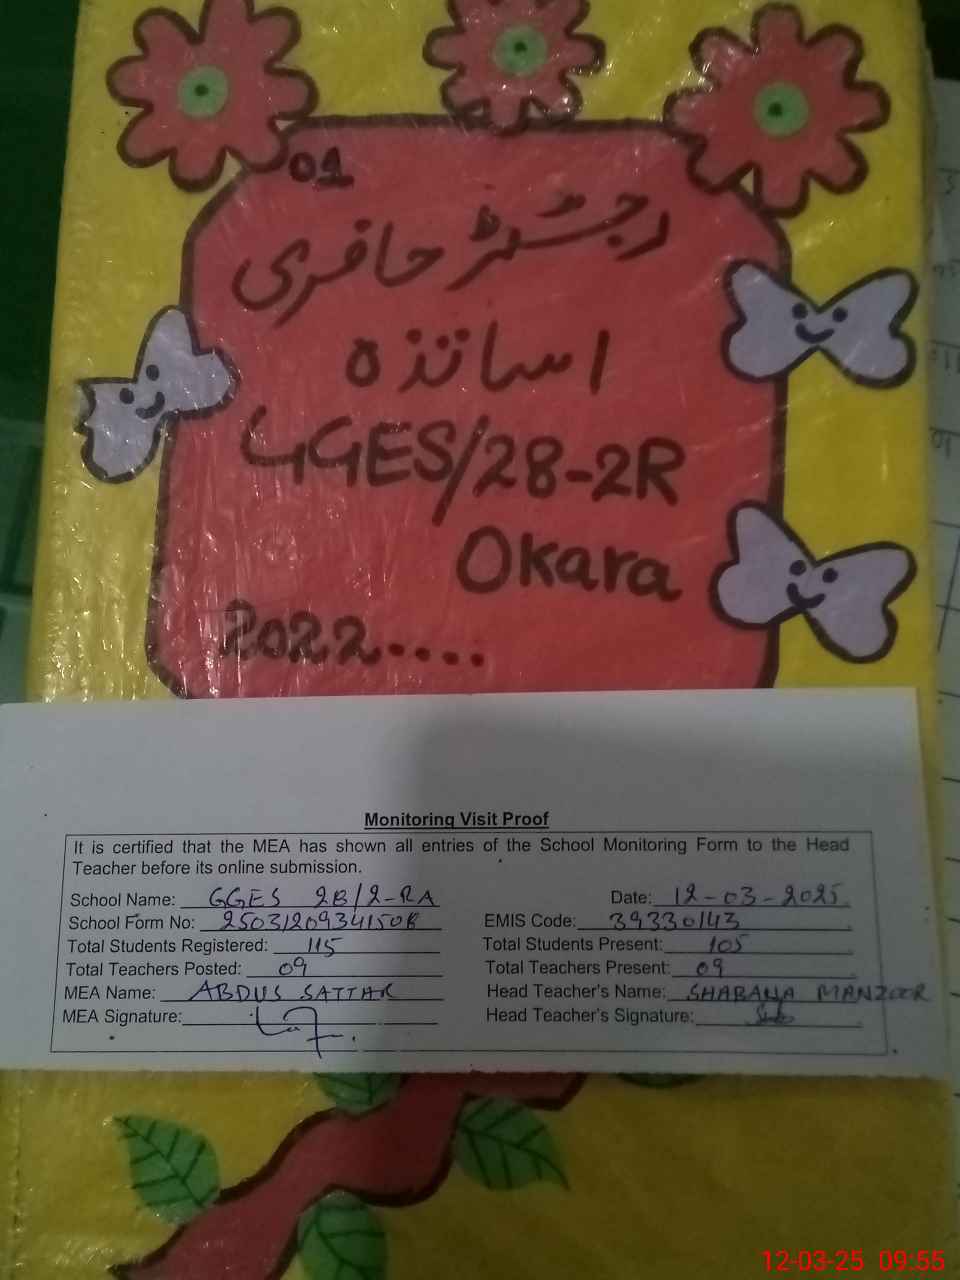 01
رجسٹر حاضری
اساتذہ
GGES/28-2R
Okara
2022....
Monitoring Visit Proof
It is certified that the MEA has shown all entries of the School Monitoring Form to the Head
Teacher before its online submission.
School Name: GGES 2B/2-RA Date: 12-03-2025
School Form No: EMIS Code: 39330143
Total Students Registered: 115 Total Students Present: 105
Total Teachers Posted: 09 Total Teachers Present: 09
MEA Name: ABDUS SATTAR Head Teacher's Name: SHABANA MANZOOR
MEA Signature: Head Teacher's Signature:
12-03-25 09:55